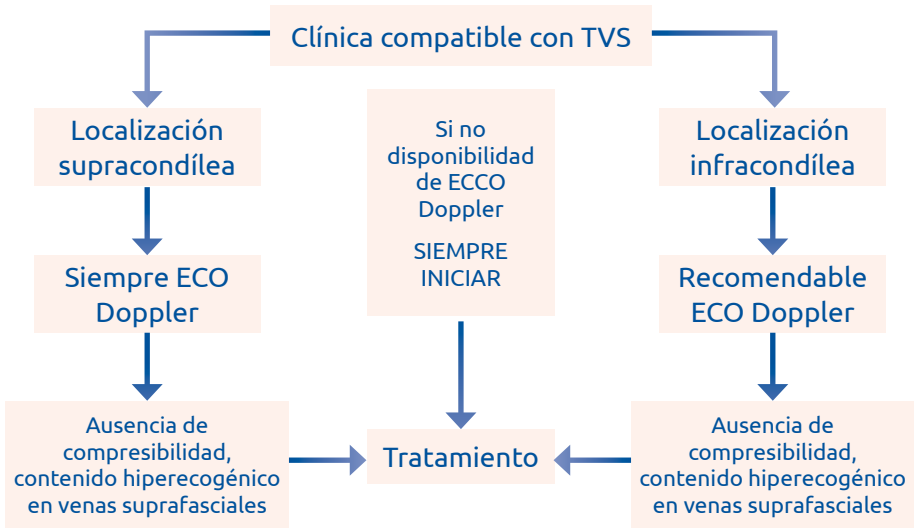 Clínica compatible con TVS
Localización
supracondílea
Siempre ECO
Doppler
Ausencia de
compresibilidad,
contenido hiperecogénico
en venas suprafasciales
Si no
disponibilidad
de ECCO
Doppler
SIEMPRE
INICIAR
Tratamiento
Localización
infracondílea
Recomendable
ECO Doppler
Ausencia de
compresibilidad,
contenido hiperecogénico
en venas suprafasciales